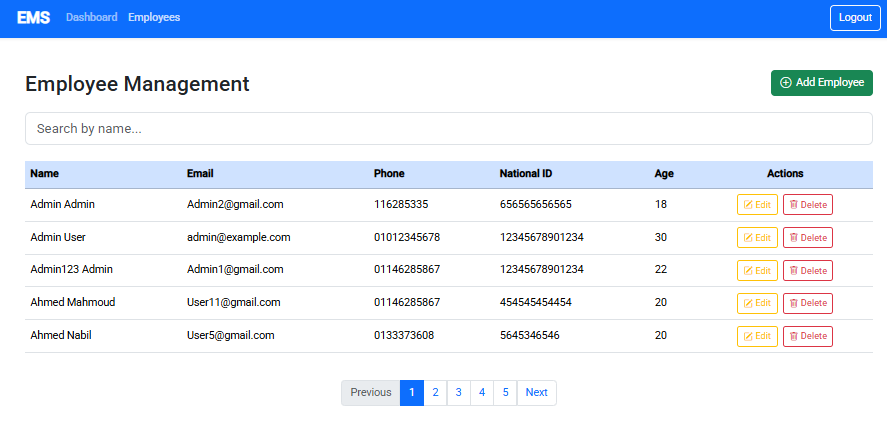 EMS Dashboard Employees Logout
Employee Management Add Employee
Search by name...
Name Email Phone National ID Age Actions
Admin Admin Admin2@gmail.com 116285335 656565656565 18 Edit Delete
Admin User admin@example.com 01012345678 12345678901234 30 Edit Delete
Admin123 Admin Admin1@gmail.com 01146285867 12345678901234 22 Edit Delete
Ahmed Mahmoud User11@gmail.com 01146285867 454545454454 20 Edit Delete
Ahmed Nabil User5@gmail.com 0133373608 5645346546 20 Edit Delete
Previous 1 2 3 4 5 Next